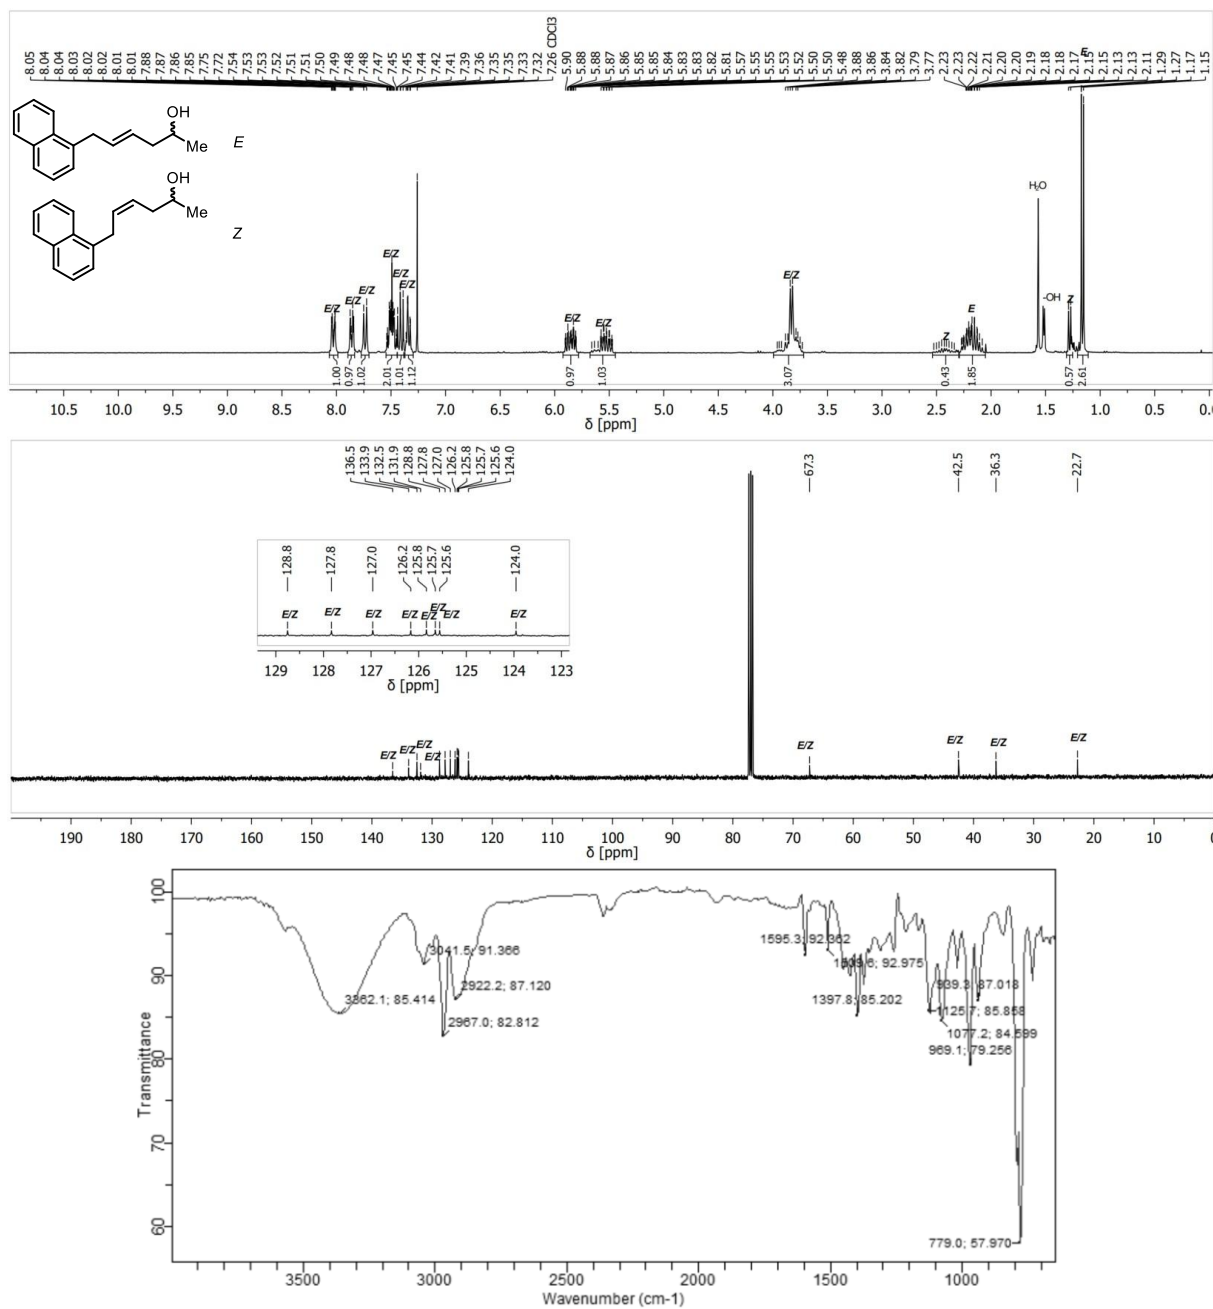 8.05 8.04 8.04 8.03 8.02 8.02 8.01 8.01 7.88 7.87 7.86 7.85 7.75 7.72 7.54 7.53 7.53 7.52 7.51 7.51 7.50 7.49 7.48 7.48 7.47 7.45 7.45 7.44 7.42 7.41 7.39 7.36 7.35 7.35 7.33 7.32 7.26 CDCl3 5.90 5.88 5.88 5.87 5.86 5.85 5.85 5.84 5.83 5.83 5.82 5.81 5.57 5.55 5.55 5.53 5.52 5.50 5.50 5.48 3.88 3.86 3.84 3.82 3.79 3.77 2.23 2.23 2.22 2.21 2.20 2.20 2.19 2.18 2.18 2.17 2.15 2.13 2.13 2.11 1.29 1.27 1.17 1.15
E
OH
Me
E
OH
Me
Z
H₂O
-OH
E/Z E/Z E/Z E/Z E/Z E/Z E/Z E/Z Z E Z
1.00 0.97 1.02 2.01 1.01 1.12 0.97 1.03 3.07 0.43 1.85 0.57 2.61
10.5 10.0 9.5 9.0 8.5 8.0 7.5 7.0 6.5 6.0 5.5 5.0 4.5 4.0 3.5 3.0 2.5 2.0 1.5 1.0 0.5
δ [ppm]
136.5 133.9 132.5 131.9 128.8 127.8 127.0 126.2 125.8 125.7 125.6 124.0 67.3 42.5 36.3 22.7
128.8 127.8 127.0 126.2 125.8 125.7 125.6 124.0
E/Z E/Z E/Z E/Z E/Z E/Z E/Z E/Z
129 128 127 126 125 124 123
δ [ppm]
E/Z E/Z E/Z E/Z E/Z E/Z E/Z E/Z
190 180 170 160 150 140 130 120 110 100 90 80 70 60 50 40 30 20 10 0
δ [ppm]
100
90
80
70
60
Transmittance
3041.5; 91.366
3362.1; 85.414
2922.2; 87.120
2967.0; 82.812
1595.3; 92.362
1509.6; 92.975
1397.8; 85.202
939.3; 87.018
1125.7; 85.858
1077.2; 84.599
969.1; 79.256
779.0; 57.970
3500 3000 2500 2000 1500 1000
Wavenumber (cm-1)